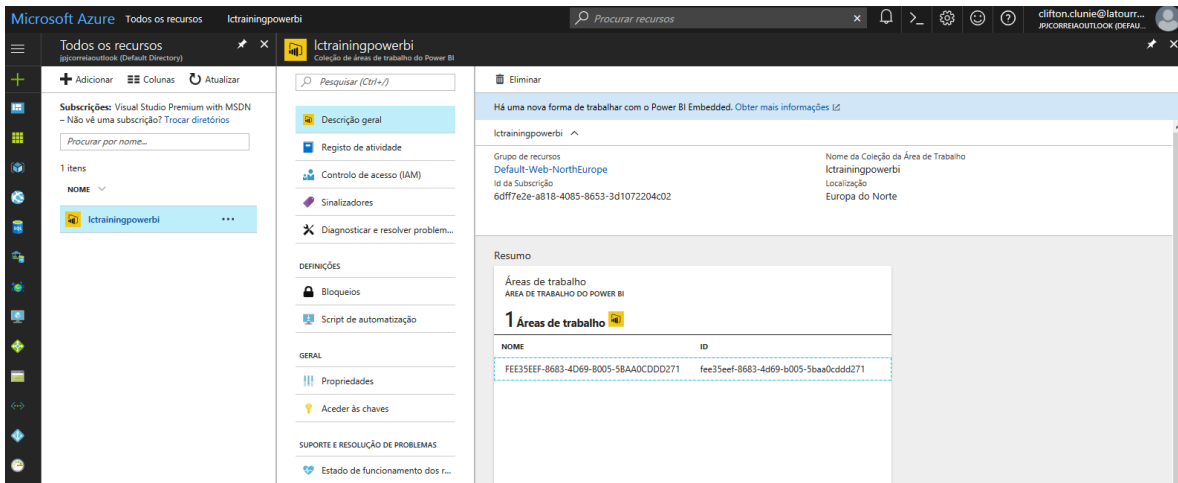 Microsoft Azure Todos os recursos lctrainingpowerbi
Procurar recursos
clifton.clunie@latourr...
JPJCORREIAOUTLOOK (DEFAU...
Todos os recursos
jpjcorreiaoutlook (Default Directory)
Adicionar Colunas Atualizar
Subscrições: Visual Studio Premium with MSDN
– Não vê uma subscrição? Trocar diretórios
Procurar por nome...
1 itens
NOME
lctrainingpowerbi ...
lctrainingpowerbi
Coleção de áreas de trabalho do Power BI
Pesquisar (Ctrl+/)
Descrição geral
Registo de atividade
Controlo de acesso (IAM)
Sinalizadores
Diagnosticar e resolver problem...
DEFINIÇÕES
Bloqueios
Script de automatização
GERAL
Propriedades
Aceder às chaves
SUPORTE E RESOLUÇÃO DE PROBLEMAS
Estado de funcionamento dos r...
Eliminar
Há uma nova forma de trabalhar com o Power BI Embedded. Obter mais informações
lctrainingpowerbi
Grupo de recursos
Default-Web-NorthEurope
Id da Subscrição
6dff7e2e-a818-4085-8653-3d1072204c02
Nome da Coleção da Área de Trabalho
lctrainingpowerbi
Localização
Europa do Norte
Resumo
Áreas de trabalho
ÁREA DE TRABALHO DO POWER BI
1 Áreas de trabalho
NOME ID
FEE35EEF-8683-4D69-B005-5BAA0CDDD271 fee35eef-8683-4d69-b005-5baa0cddd271